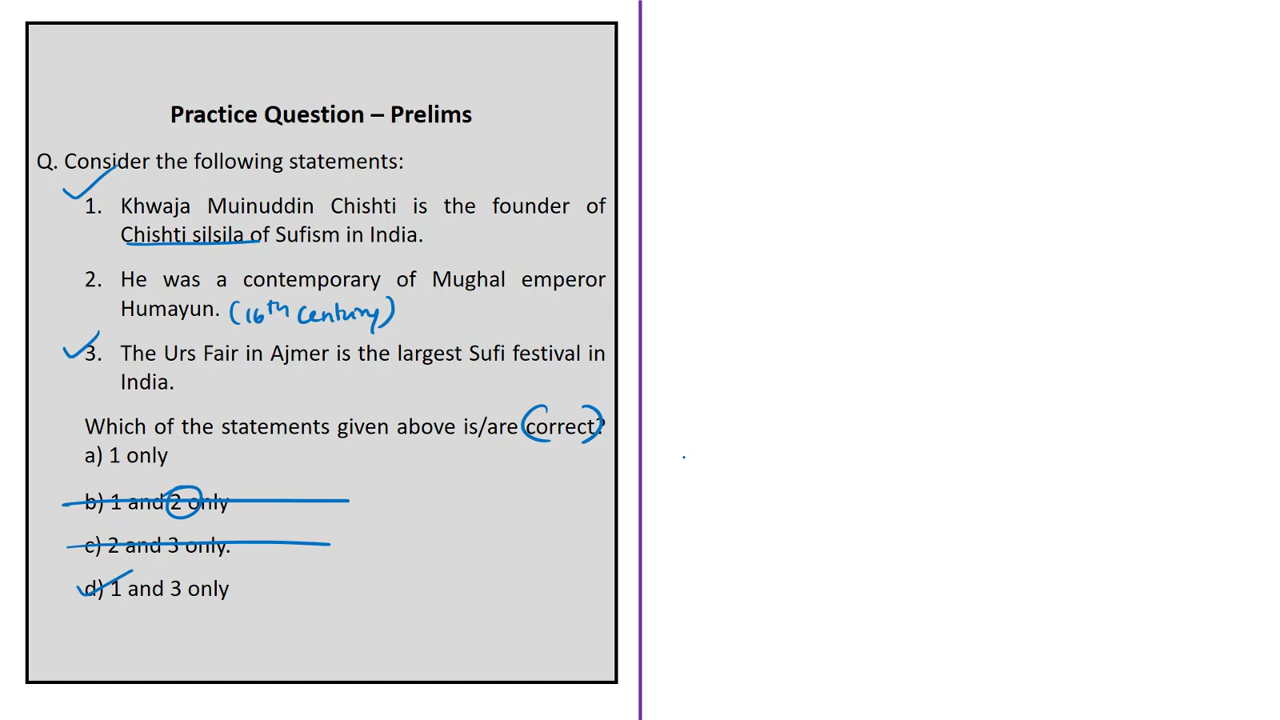 Practice Question – Prelims
Q. Consider the following statements:
1. Khwaja Muinuddin Chishti is the founder of
Chishti silsila of Sufism in India.
2. He was a contemporary of Mughal emperor
Humayun. (16th century)
3. The Urs Fair in Ajmer is the largest Sufi festival in
India.
Which of the statements given above is/are correct?
a) 1 only
b) 1 and 2 only
c) 2 and 3 only.
d) 1 and 3 only